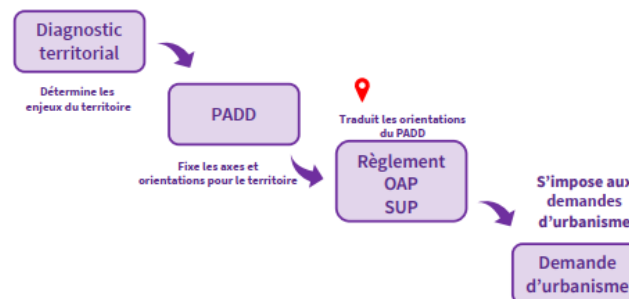 Diagnostic
territorial
Détermine les
enjeux du territoire
PADD
Fixe les axes et
orientations pour le territoire
Traduit les orientations
du PADD
Règlement
OAP
SUP
S’impose aux
demandes
d’urbanisme
Demande
d’urbanisme